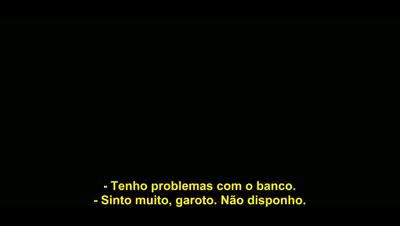 - Tenho problemas com o banco.
- Sinto muito, garoto. Não disponho.